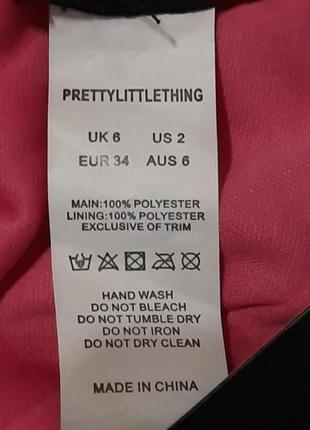 PRETTYLITTLETHING
UK 6 US 2
EUR 34 AUS 6
MAIN:100% POLYESTER
LINING:100% POLYESTER
EXCLUSIVE OF TRIM
HAND WASH
DO NOT BLEACH
DO NOT TUMBLE DRY
DO NOT IRON
DO NOT DRY CLEAN
MADE IN CHINA